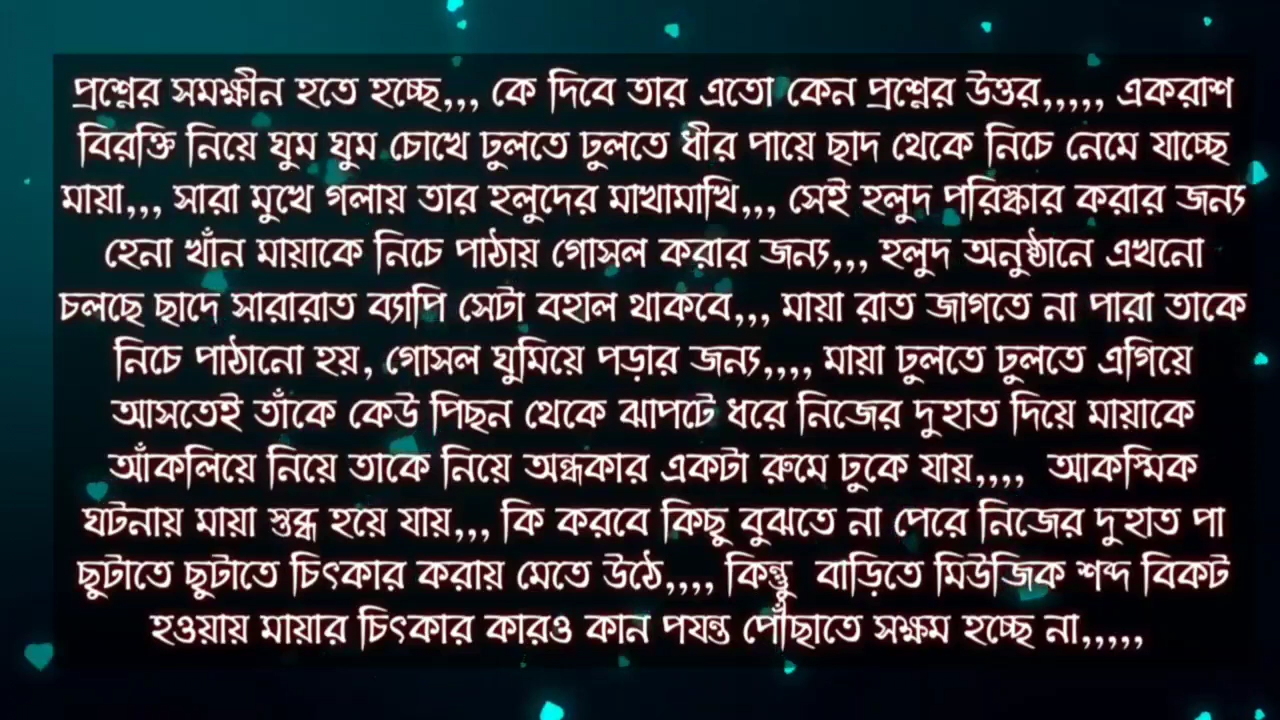 প্রশ্নের সমক্ষীন হতে হচ্ছে,,, কে দিবে তার এতো কেন প্রশ্নের উত্তর,,,,, একরাশ
বিরক্তি নিয়ে ঘুম ঘুম চোখে ঢুলতে ঢুলতে ধীর পায়ে ছাদ থেকে নিচে নেমে যাচ্ছে
মায়া,,, সারা মুখে গলায় তার হলুদের মাখামাখি,,, সেই হলুদ পরিস্কার করার জন্য
হেনা খাঁন মায়াকে নিচে পাঠায় গোসল করার জন্য,,, হলুদ অনুষ্ঠানে এখনো
চলছে ছাদে সারারাত ব্যাপি সেটা বহাল থাকবে,,, মায়া রাত জাগতে না পারা তাকে
নিচে পাঠানো হয়, গোসল ঘুমিয়ে পড়ার জন্য,,,, মায়া ঢুলতে ঢুলতে এগিয়ে
আসতেই তাঁকে কেউ পিছন থেকে ঝাপটে ধরে নিজের দুহাত দিয়ে মায়াকে
আঁকলিয়ে নিয়ে তাকে নিয়ে অন্ধকার একটা রুমে ঢুকে যায়,,,, আকস্মিক
ঘটনায় মায়া স্তব্ধ হয়ে যায়,,, কি করবে কিছু বুঝতে না পেরে নিজের দুহাত পা
ছুটাতে ছুটাতে চিৎকার করায় মেতে উঠে,,,, কিন্তু বাড়িতে মিউজিক শব্দ বিকট
হওয়ায় মায়ার চিৎকার কারও কান পযন্ত পোঁছাতে সক্ষম হচ্ছে না,,,,,